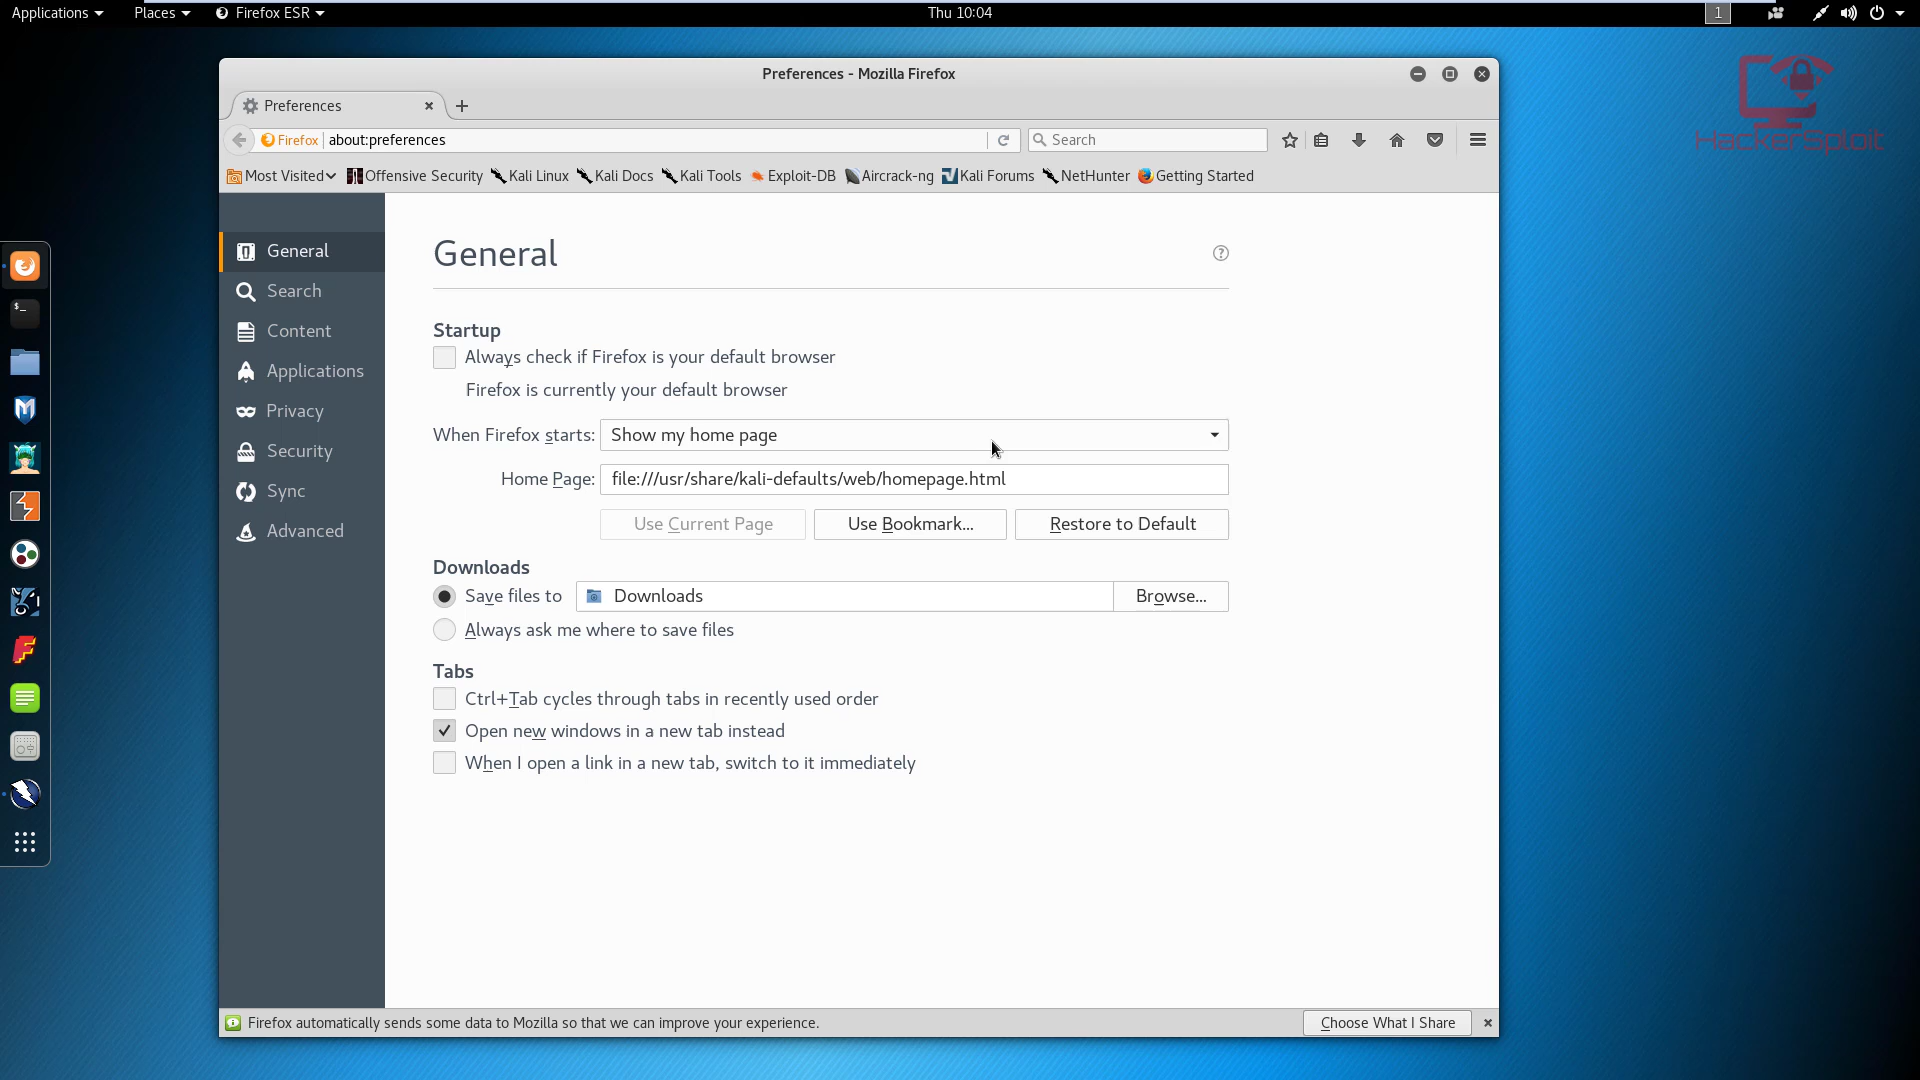 Applications Places Firefox ESR Thu 10:04 1
HackerSploit
Preferences - Mozilla Firefox
Preferences
Firefox about:preferences Search
Most Visited Offensive Security Kali Linux Kali Docs Kali Tools Exploit-DB Aircrack-ng Kali Forums NetHunter Getting Started
General
Search
Content
Applications
Privacy
Security
Sync
Advanced
General
Startup
Always check if Firefox is your default browser
Firefox is currently your default browser
When Firefox starts: Show my home page
Home Page: file:///usr/share/kali-defaults/web/homepage.html
Use Current Page Use Bookmark... Restore to Default
Downloads
Save files to Downloads Browse...
Always ask me where to save files
Tabs
Ctrl+Tab cycles through tabs in recently used order
Open new windows in a new tab instead
When I open a link in a new tab, switch to it immediately
Firefox automatically sends some data to Mozilla so that we can improve your experience. Choose What I Share